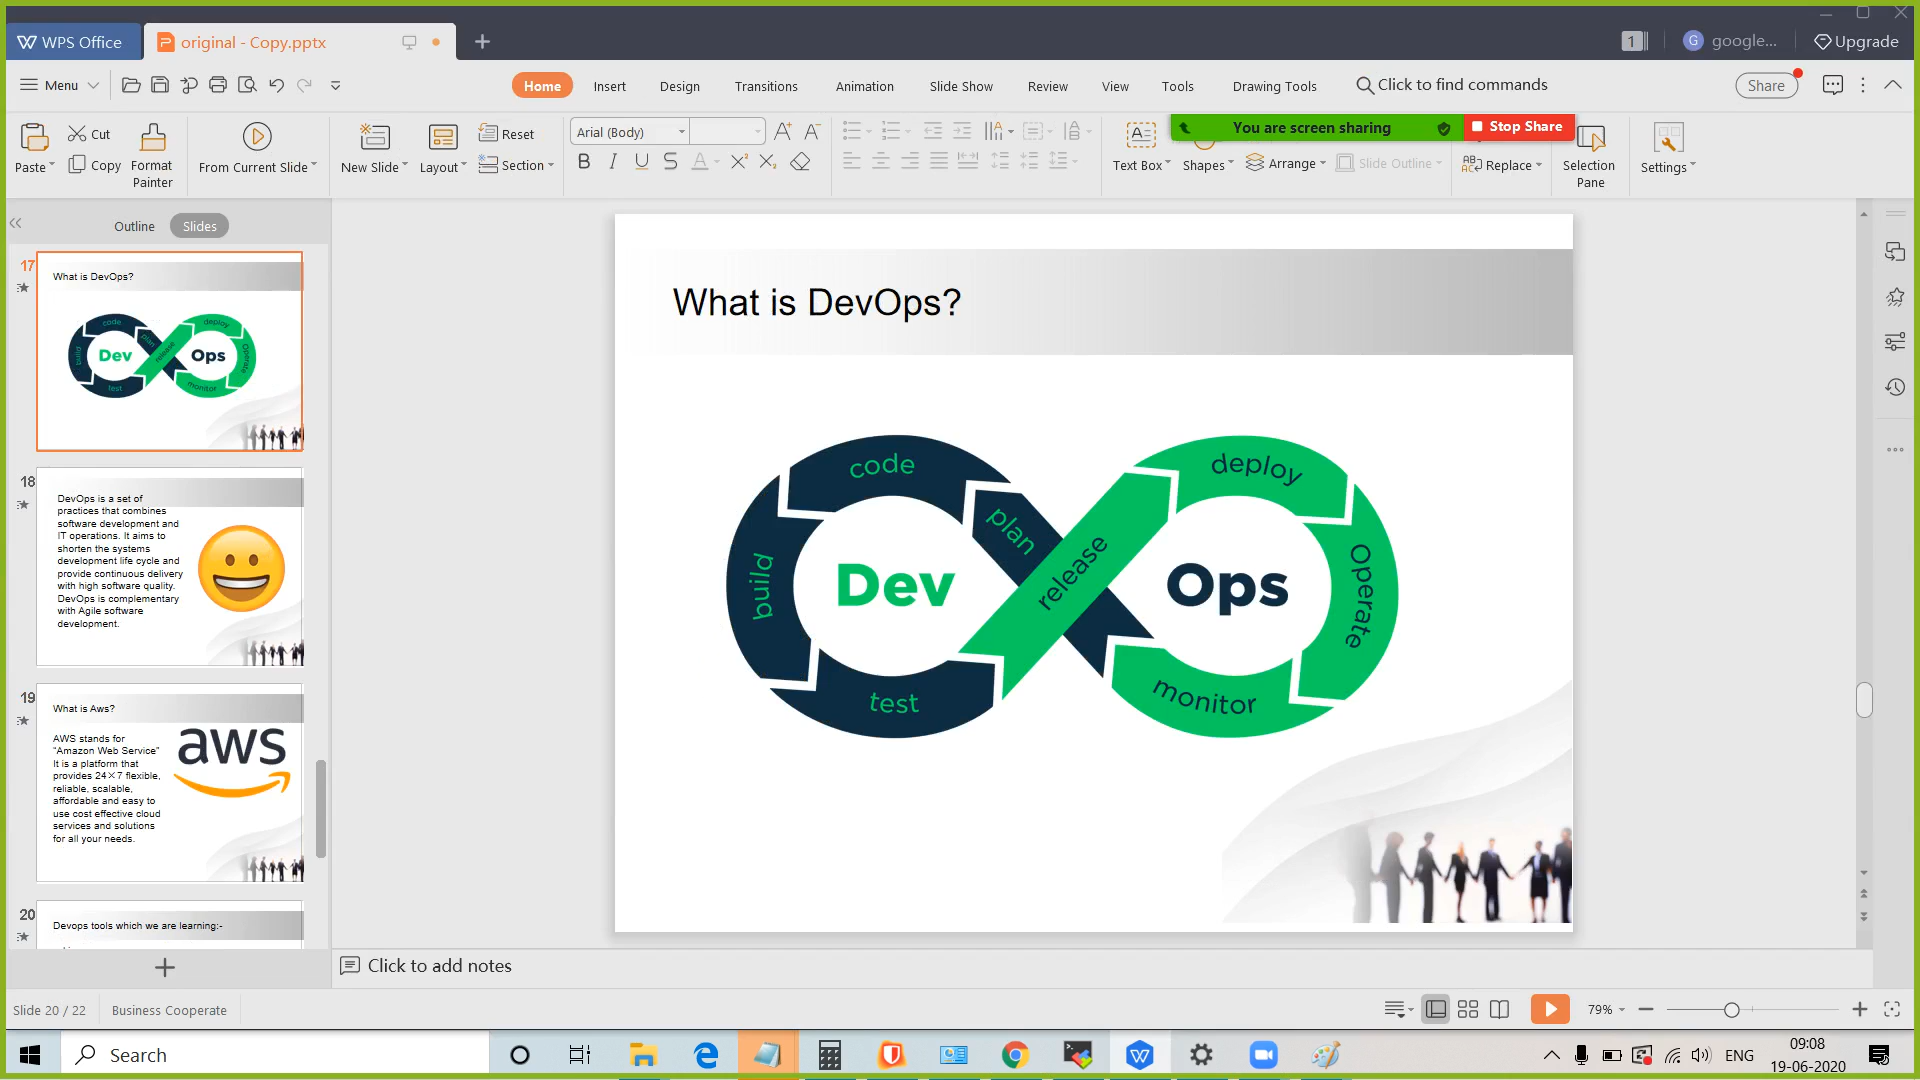 WPS Office
original - Copy.pptx
1
G
google...
Upgrade
Menu
Home
Insert
Design
Transitions
Animation
Slide Show
Review
View
Tools
Drawing Tools
Click to find commands
Share
Paste
Cut
Copy
Format
Painter
From Current Slide
New Slide
Layout
Reset
Section
Arial (Body)
You are screen sharing
Stop Share
Text Box
Shapes
Arrange
Slide Outline
Replace
Selection
Pane
Settings
Outline
Slides
17
What is DevOps?
code
plan
build
Dev
test
release
deploy
Ops
Operate
monitor
18
DevOps is a set of
practices that combines
software development and
IT operations. It aims to
shorten the systems
development life cycle and
provide continuous delivery
with high software quality.
DevOps is complementary
with Agile software
development.
19
What is Aws?
AWS stands for
"Amazon Web Service"
It is a platform that
provides 24×7 flexible,
reliable, scalable,
affordable and easy to
use cost effective cloud
services and solutions
for all your needs.
aws
20
Devops tools which we are learning:-
What is DevOps?
code
plan
build
Dev
test
release
deploy
Ops
Operate
monitor
Click to add notes
Slide 20 / 22
Business Cooperate
79%
Search
ENG
09:08
19-06-2020